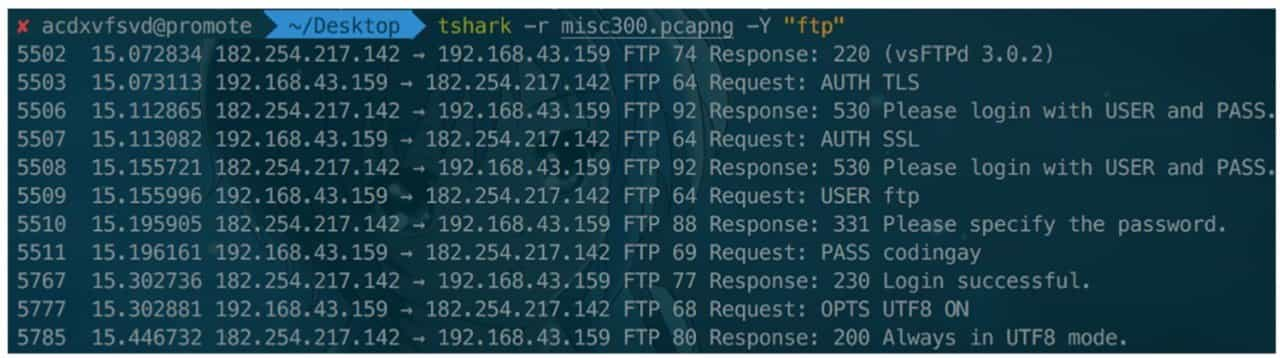 ✘ acdxvfsvd@promote ~/Desktop tshark -r misc300.pcapng -Y "ftp"
5502 15.072834 182.254.217.142 → 192.168.43.159 FTP 74 Response: 220 (vsFTPd 3.0.2)
5503 15.073113 192.168.43.159 → 182.254.217.142 FTP 64 Request: AUTH TLS
5506 15.112865 182.254.217.142 → 192.168.43.159 FTP 92 Response: 530 Please login with USER and PASS.
5507 15.113082 192.168.43.159 → 182.254.217.142 FTP 64 Request: AUTH SSL
5508 15.155721 182.254.217.142 → 192.168.43.159 FTP 92 Response: 530 Please login with USER and PASS.
5509 15.155996 192.168.43.159 → 182.254.217.142 FTP 64 Request: USER ftp
5510 15.195905 182.254.217.142 → 192.168.43.159 FTP 88 Response: 331 Please specify the password.
5511 15.196161 192.168.43.159 → 182.254.217.142 FTP 69 Request: PASS codingay
5767 15.302736 182.254.217.142 → 192.168.43.159 FTP 77 Response: 230 Login successful.
5777 15.302881 192.168.43.159 → 182.254.217.142 FTP 68 Request: OPTS UTF8 ON
5785 15.446732 182.254.217.142 → 192.168.43.159 FTP 80 Response: 200 Always in UTF8 mode.